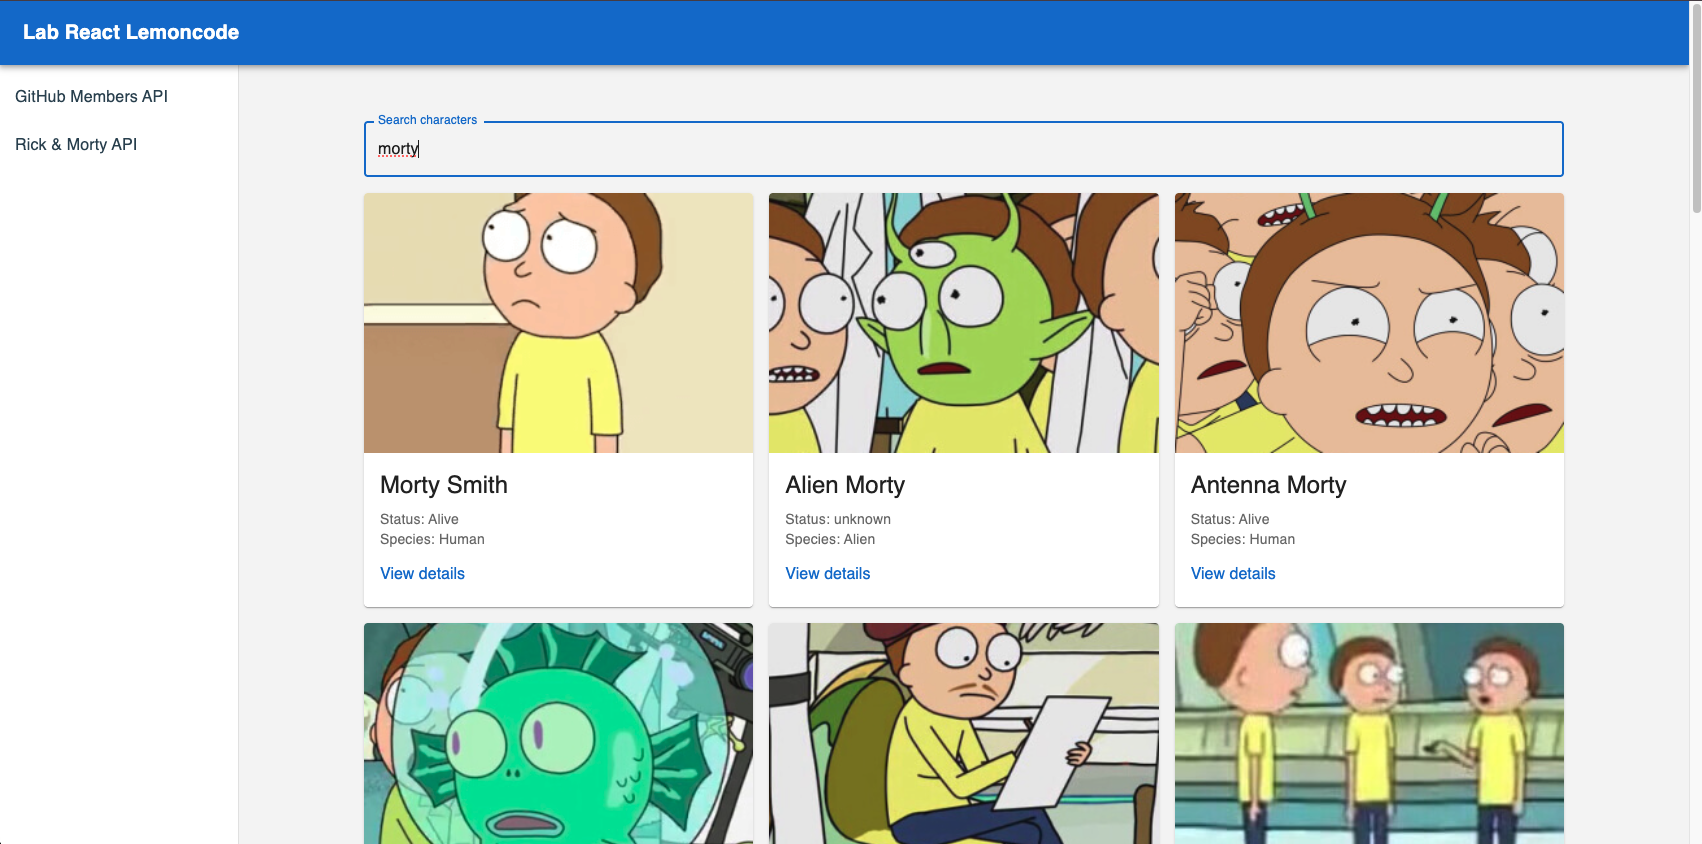 Lab React Lemoncode
GitHub Members API
Rick & Morty API
Search characters
morty
Morty Smith
Status: Alive
Species: Human
View details
Alien Morty
Status: unknown
Species: Alien
View details
Antenna Morty
Status: Alive
Species: Human
View details